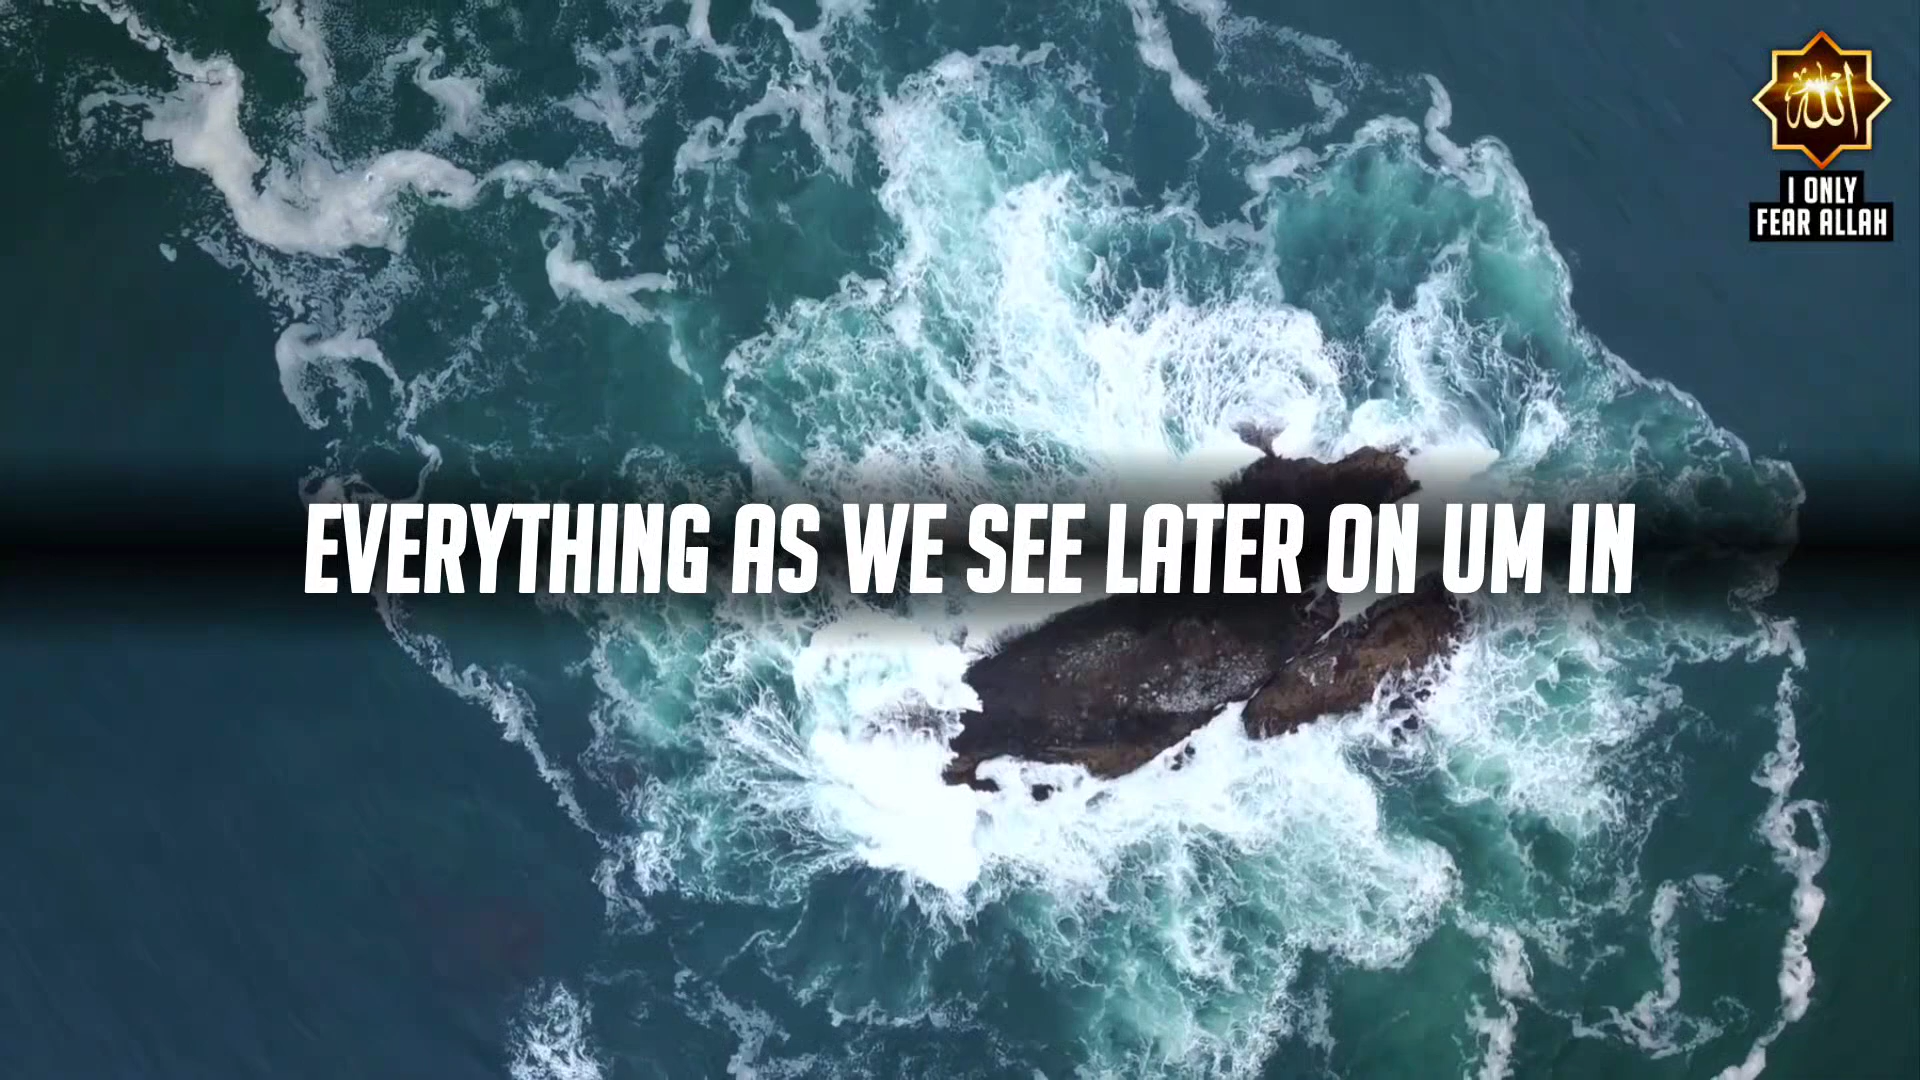 الله
I ONLY
FEAR ALLAH
EVERYTHING AS WE SEE LATER ON UM IN